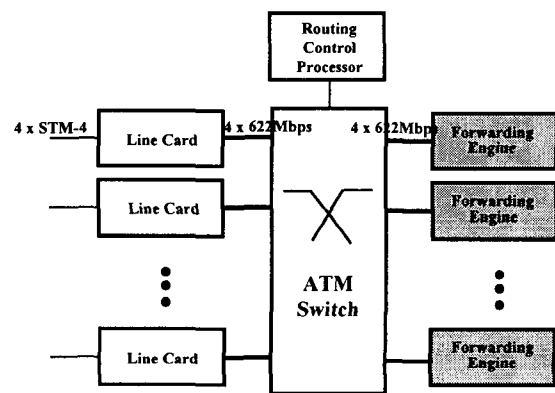 Routing
Control
Processor
4 x STM-4
Line Card
4 x 622Mbps
4 x 622Mbps
Forwarding
Engine
Line Card
Forwarding
Engine
ATM
Switch
Line Card
Forwarding
Engine